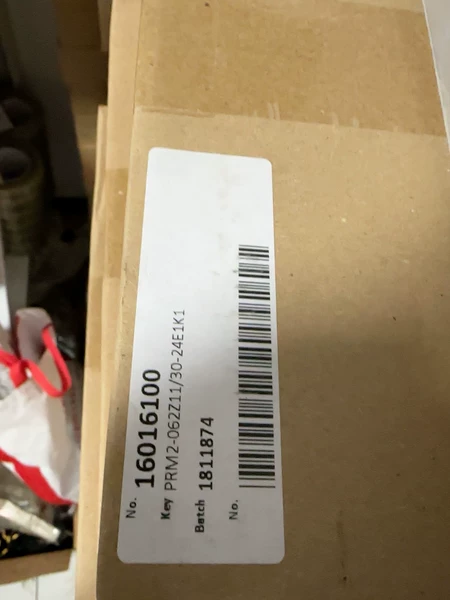 No. 16016100
Key PRM2-062Z11/30-24E1K1
Batch 1811874
No.